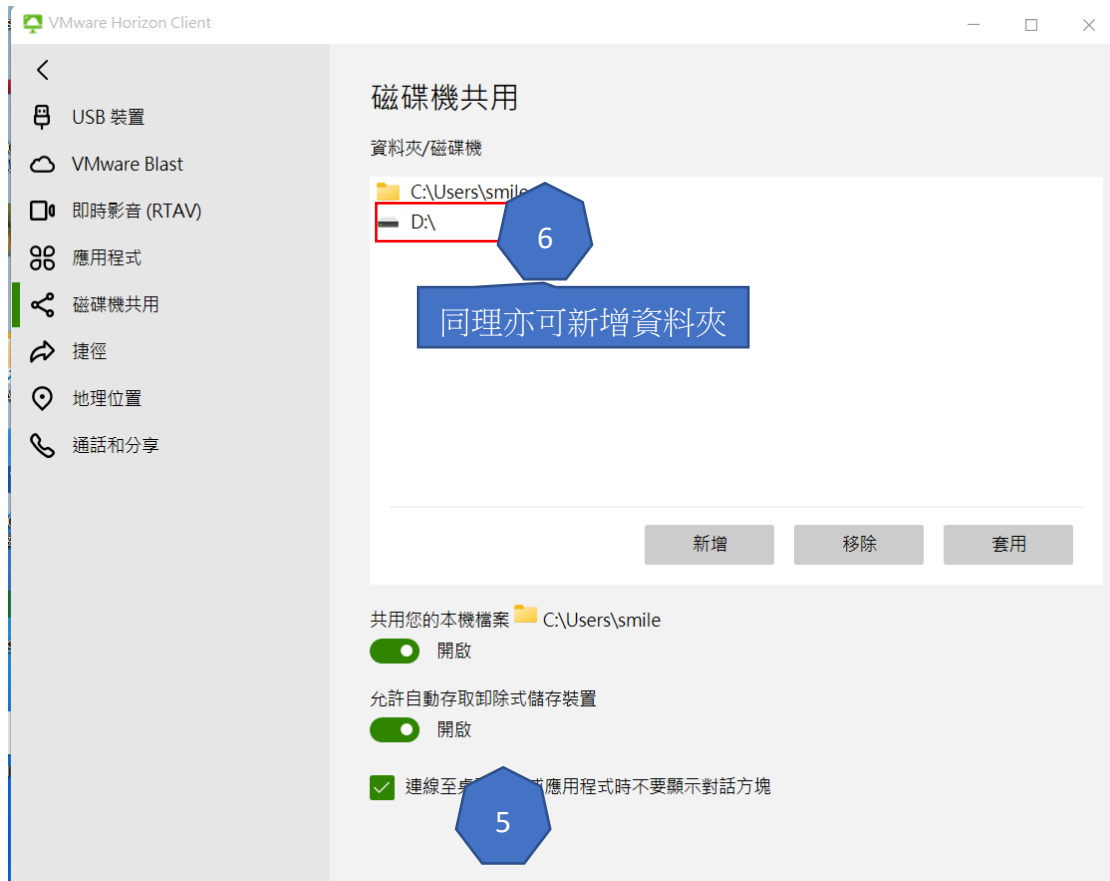 VMware Horizon Client
USB 裝置
VMware Blast
即時影音 (RTAV)
應用程式
磁碟機共用
捷徑
地理位置
通話和分享
磁碟機共用
資料夾/磁碟機
C:\Users\smile
D:\
6
同理亦可新增資料夾
新增
移除
套用
共用您的本機檔案 C:\Users\smile
開啟
允許自動存取卸除式儲存裝置
開啟
連線至 應用程式時不要顯示對話方塊
5